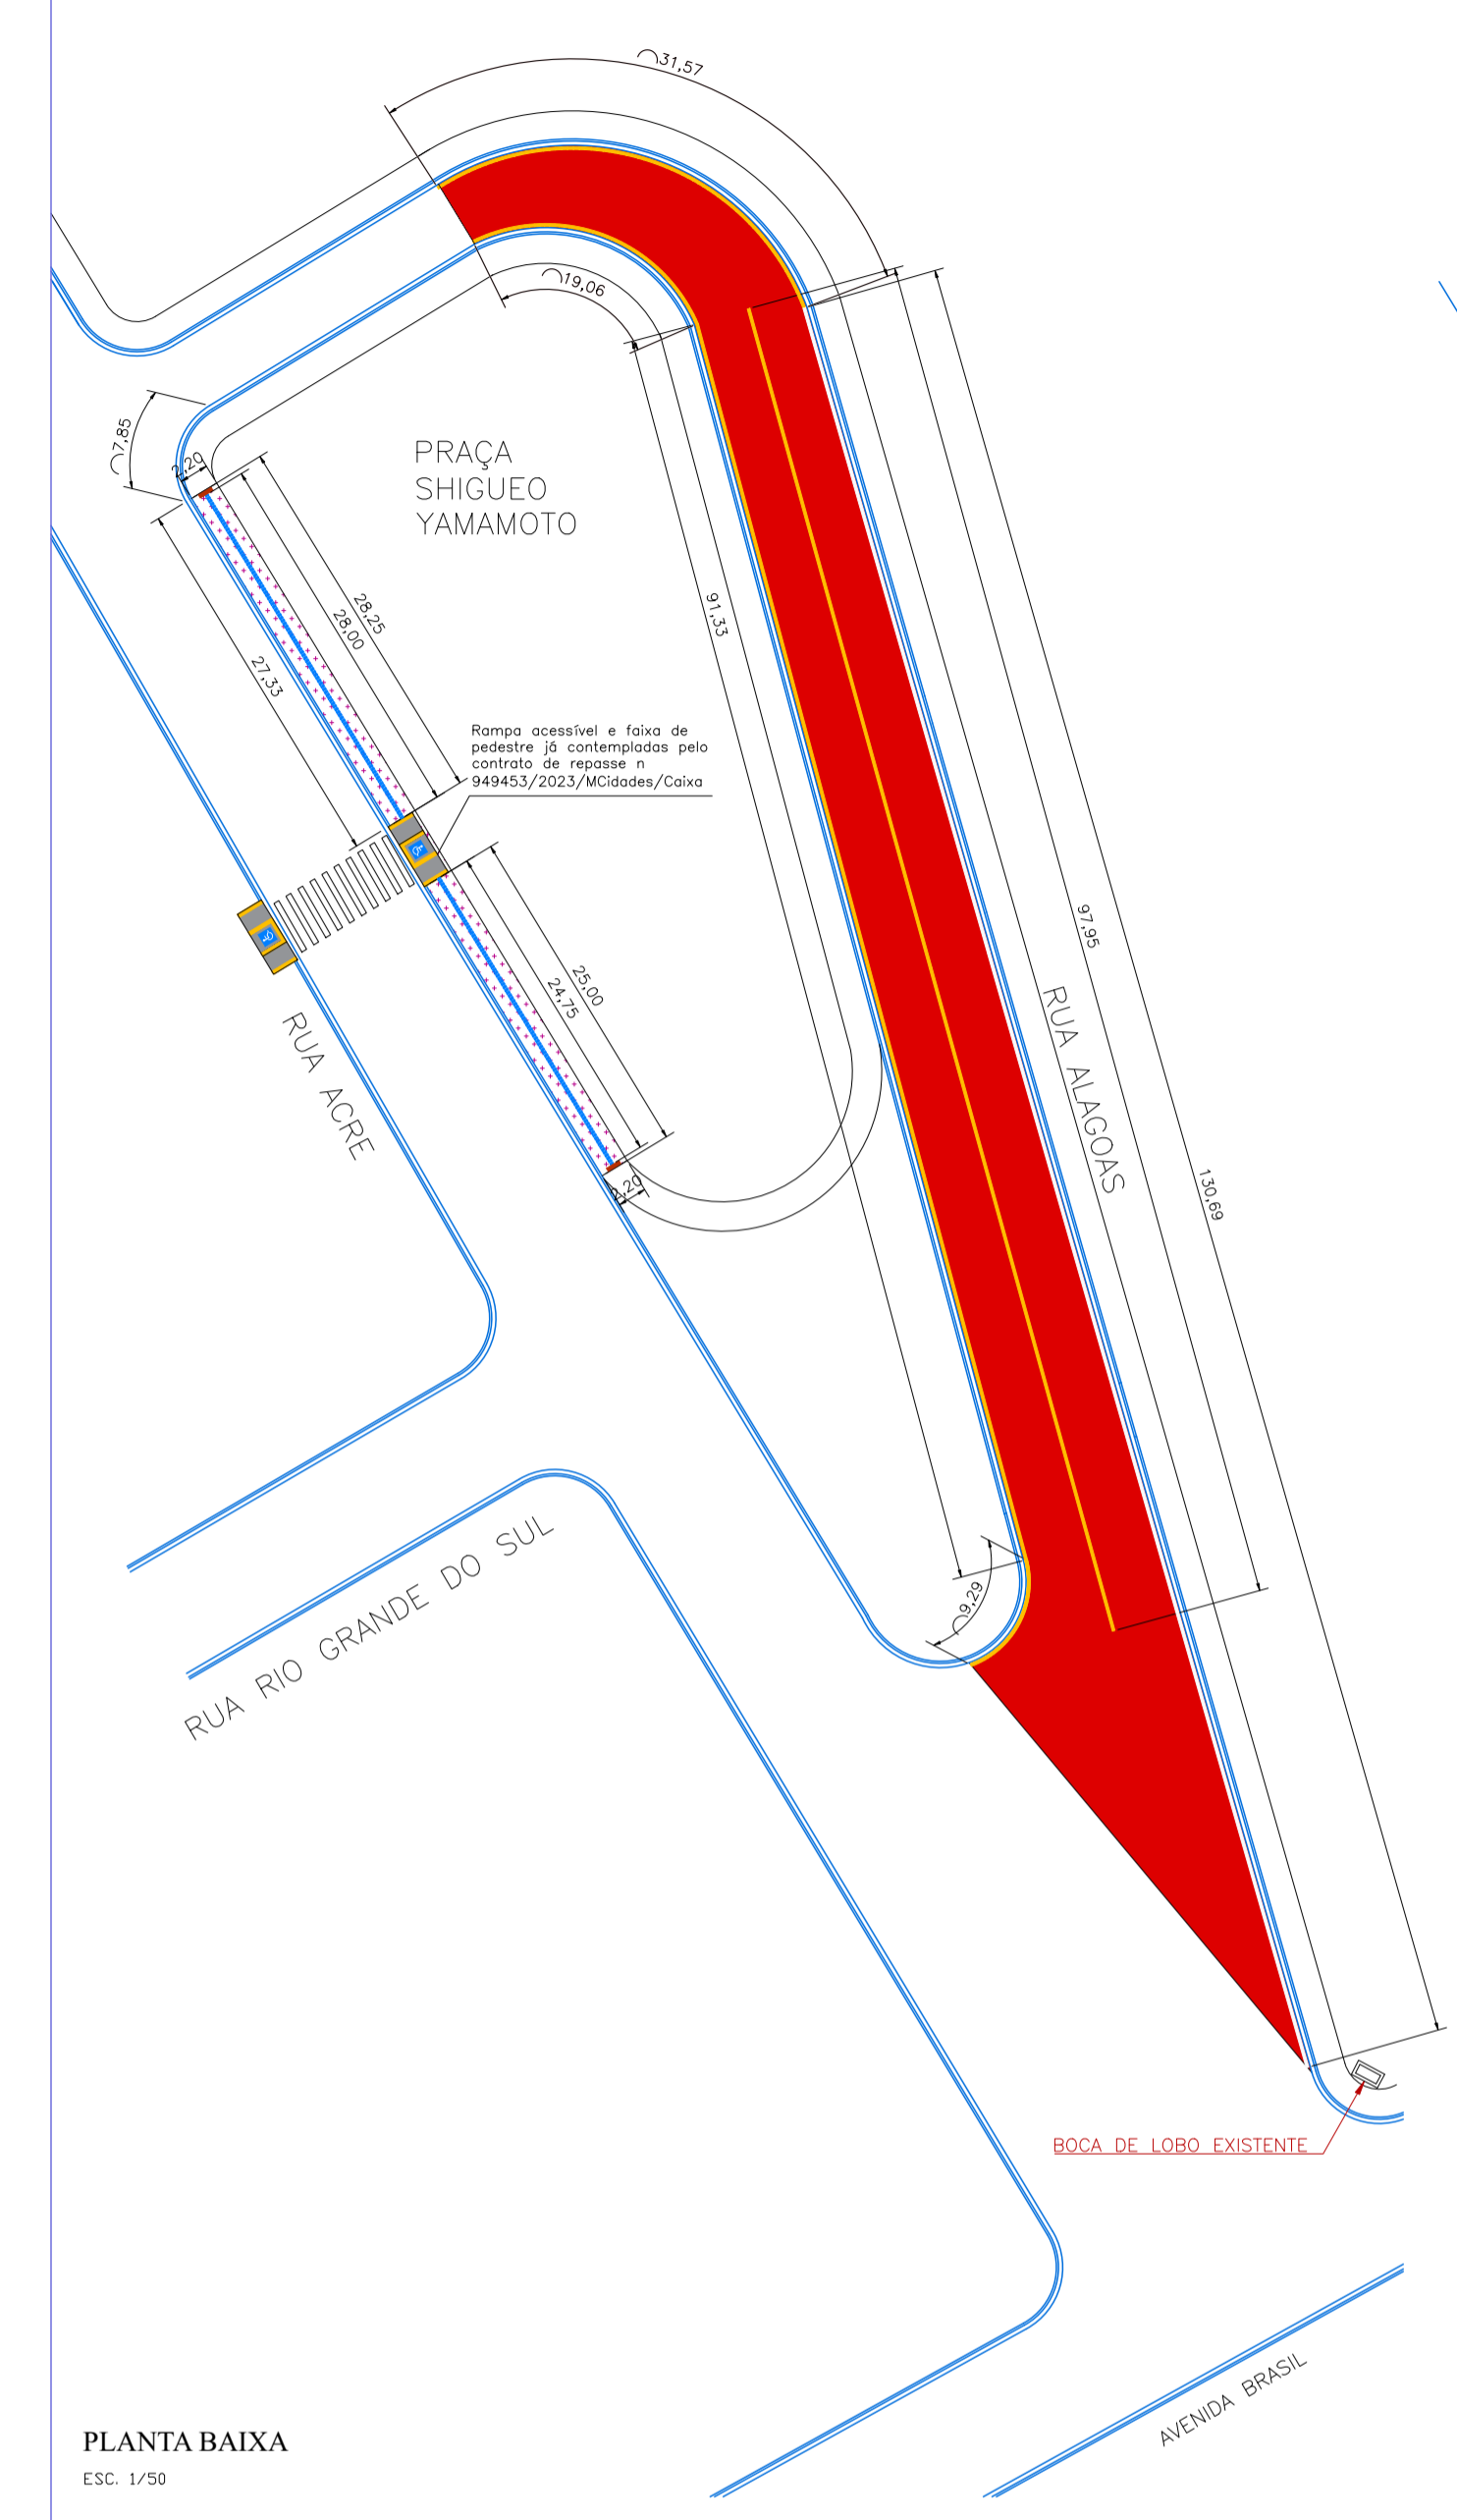 31,57
19,06
7,85
2,20
PRAÇA
SHIGUEO
YAMAMOTO
28,25
28,00
27,33
91,33
Rampa acessível e faixa de
pedestre já contempladas pelo
contrato de repasse n
949453/2023/MCidades/Caixa
97,95
25,00
24,75
RUA ALAGOAS
RUA ACRE
130,69
2,20
9,29
RUA RIO GRANDE DO SUL
BOCA DE LOBO EXISTENTE
AVENIDA BRASIL
PLANTA BAIXA
ESC. 1/50